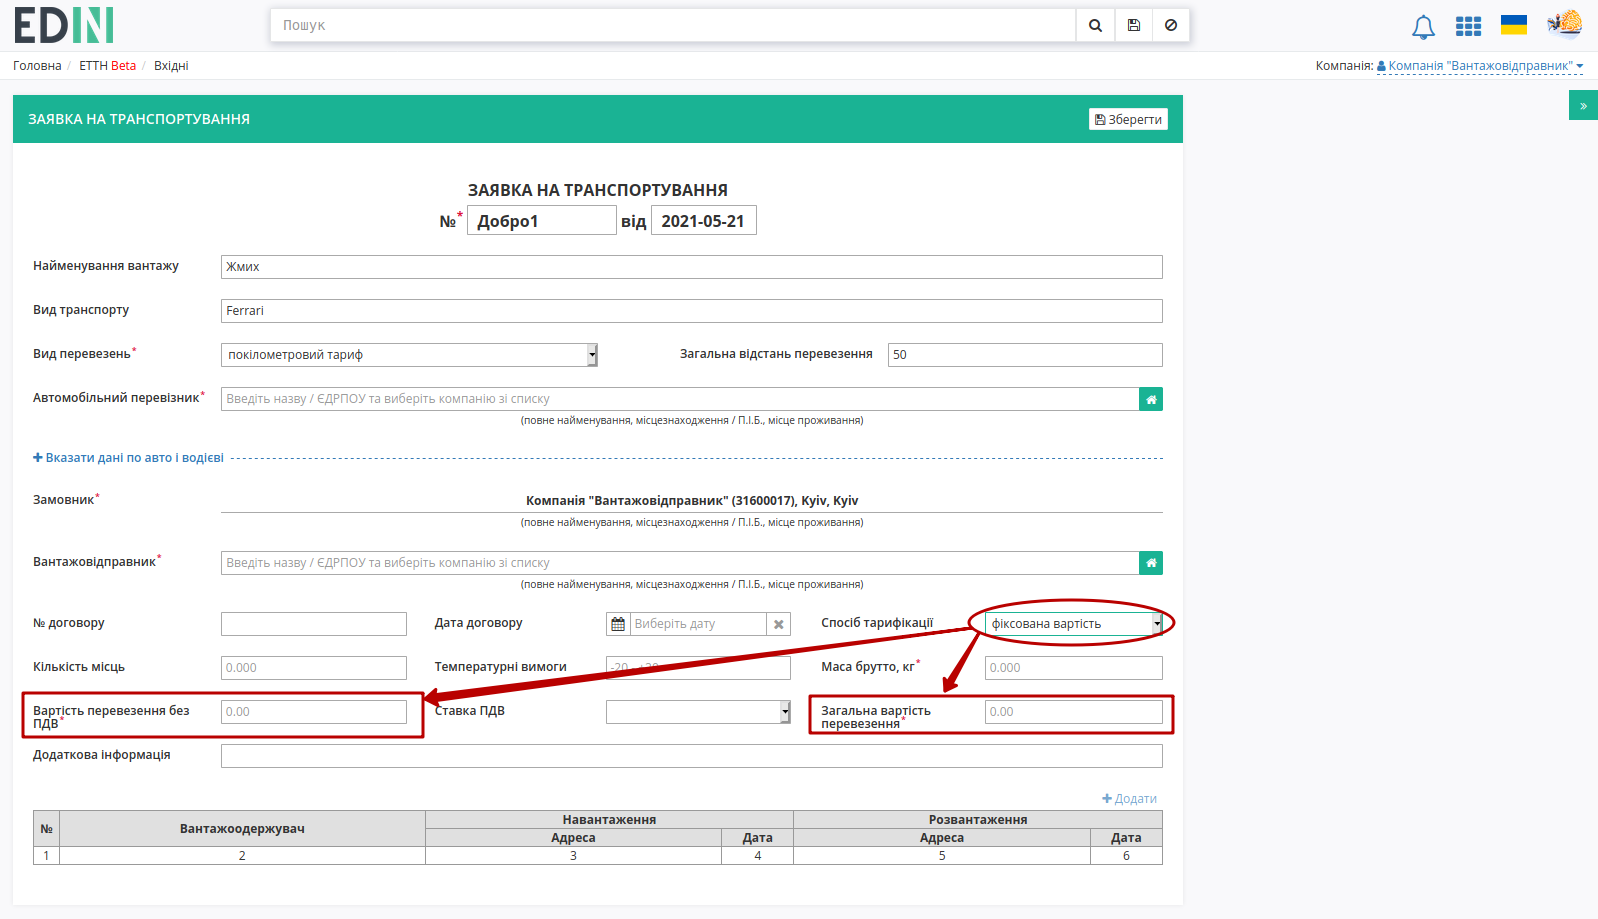 EDIN
Пошук
Головна / ЕТТН Beta / Вхідні
Компанія: Компанія "Вантажовідправник"
»
ЗАЯВКА НА ТРАНСПОРТУВАННЯ
Зберегти
ЗАЯВКА НА ТРАНСПОРТУВАННЯ
№* Добро1 від 2021-05-21
Найменування вантажу Жмих
Вид транспорту Ferrari
Вид перевезень* покілометровий тариф Загальна відстань перевезення 50
Автомобільний перевізник* Введіть назву / ЄДРПОУ та виберіть компанію зі списку
(повне найменування, місцезнаходження / П.І.Б., місце проживання)
+ Вказати дані по авто і водієві
Замовник* Компанія "Вантажовідправник" (31600017), Kyiv, Kyiv
(повне найменування, місцезнаходження / П.І.Б., місце проживання)
Вантажовідправник* Введіть назву / ЄДРПОУ та виберіть компанію зі списку
(повне найменування, місцезнаходження / П.І.Б., місце проживання)
№ договору Дата договору Виберіть дату Спосіб тарифікації фіксована вартість
Кількість місць 0.000 Температурні вимоги Маса брутто, кг* 0.000
Вартість перевезення без ПДВ* 0.00 Ставка ПДВ Загальна вартість перевезення* 0.00
Додаткова інформація
+ Додати
№ Вантажоодержувач Навантаження Розвантаження
Адреса Дата Адреса Дата
1 2 3 4 5 6